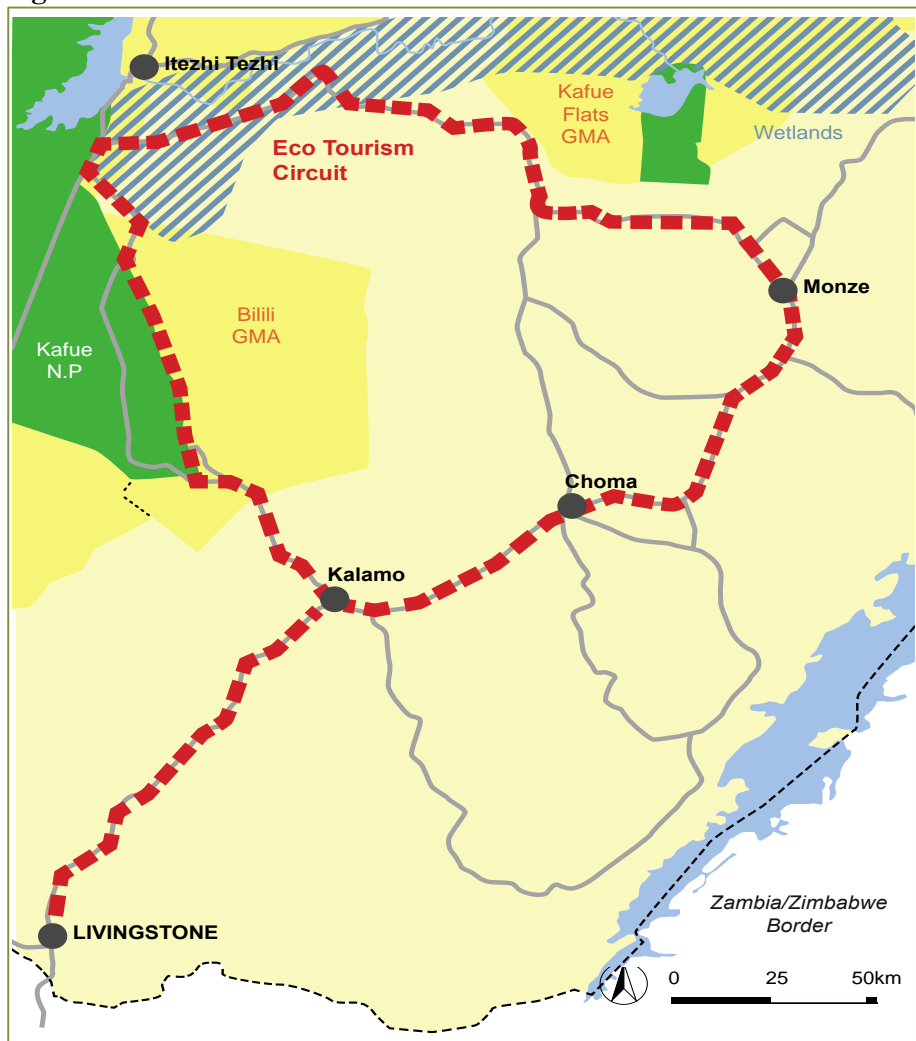 Itezhi Tezhi
Kafue
Flats
GMA
Wetlands
Eco Tourism
Circuit
Monze
Bilili
GMA
Kafue
N.P
Choma
Kalamo
Zambia/Zimbabwe
Border
LIVINGSTONE
0 25 50km